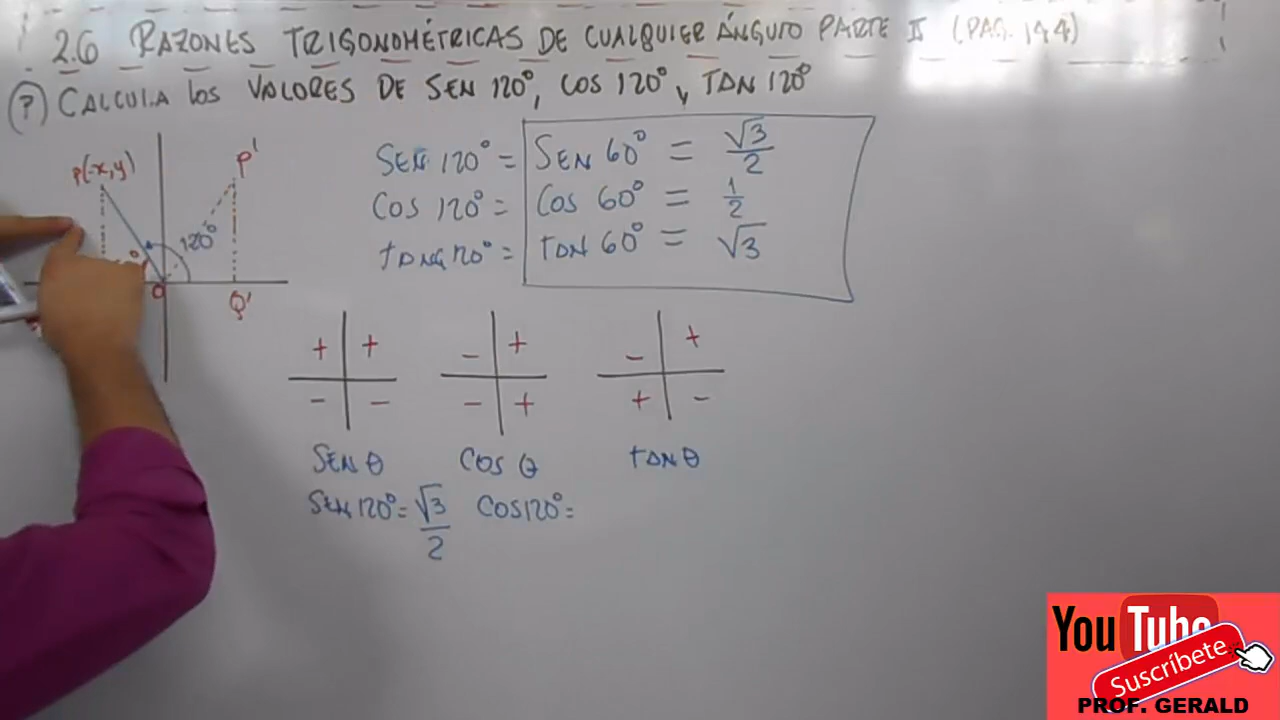 2.6 RAZONES TRIGONOMÉTRICAS DE CUALQUIER ÁNGULO PARTE II (PAG. 144)
(?) CALCULA los VALORES DE SEN 120°, COS 120° y TAN 120°
P(-x,y)
P'
120°
O
Q'
SEN 120° = SEN 60° = √3/2
COS 120° = COS 60° = 1/2
TANG 120° = TAN 60° = √3
+ +
- -
- +
- +
- +
+ -
SEN θ
COS θ
TAN θ
SEN 120° = √3/2 COS 120° =
YouTube
Suscríbete
PROF. GERALD